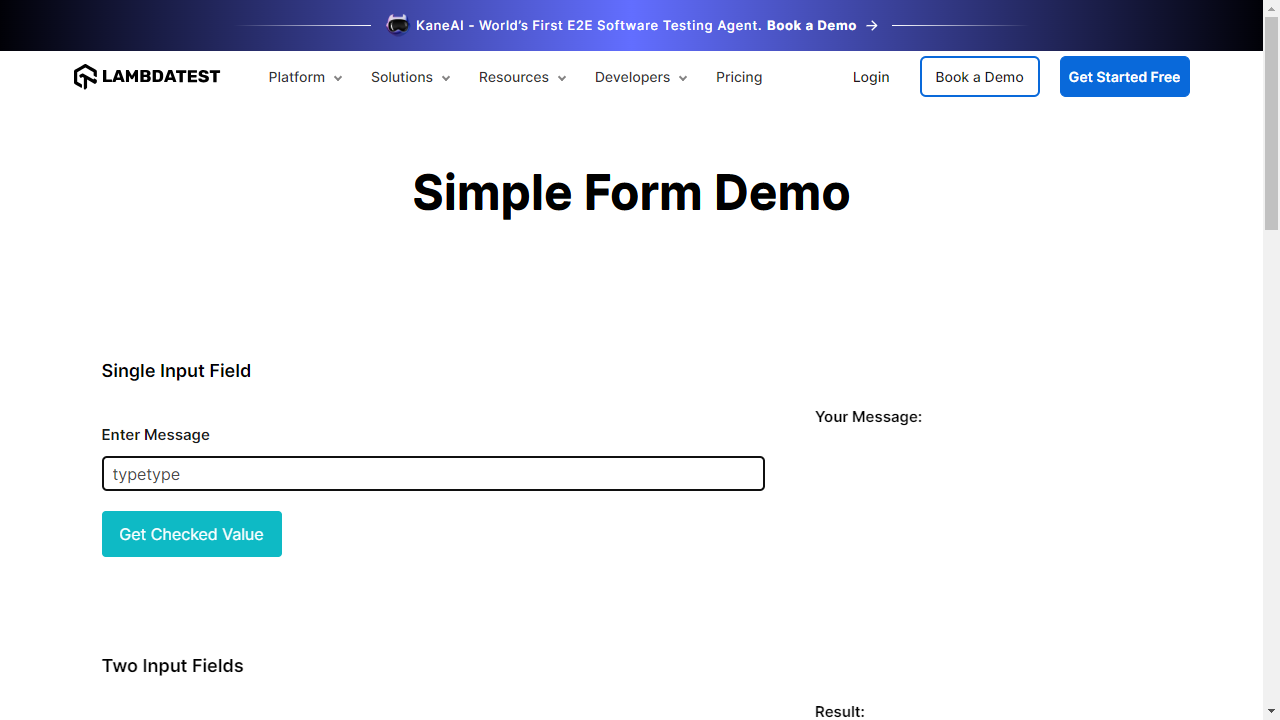 KaneAI - World's First E2E Software Testing Agent. Book a Demo →
LAMBDATEST Platform Solutions Resources Developers Pricing Login Book a Demo Get Started Free
Simple Form Demo
Single Input Field
Your Message:
Enter Message
typetype
Get Checked Value
Two Input Fields
Result: